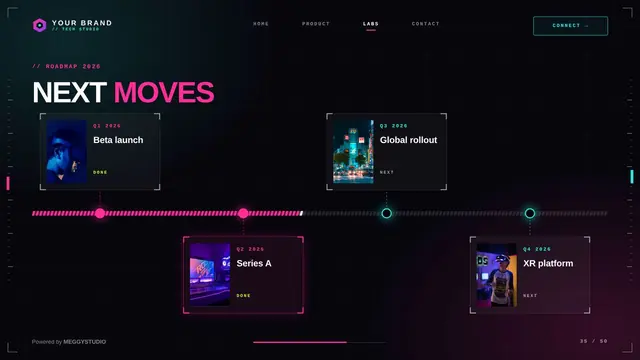 YOUR BRAND
// TECH STUDIO
HOME
PRODUCT
LABS
CONTACT
CONNECT →
// ROADMAP 2026
NEXT MOVES
Q1 2026
Beta launch
DONE
Q3 2026
Global rollout
NEXT
Q2 2026
Series A
DONE
Q4 2026
XR platform
NEXT
Powered by MEGGYSTUDIO
35 / 50